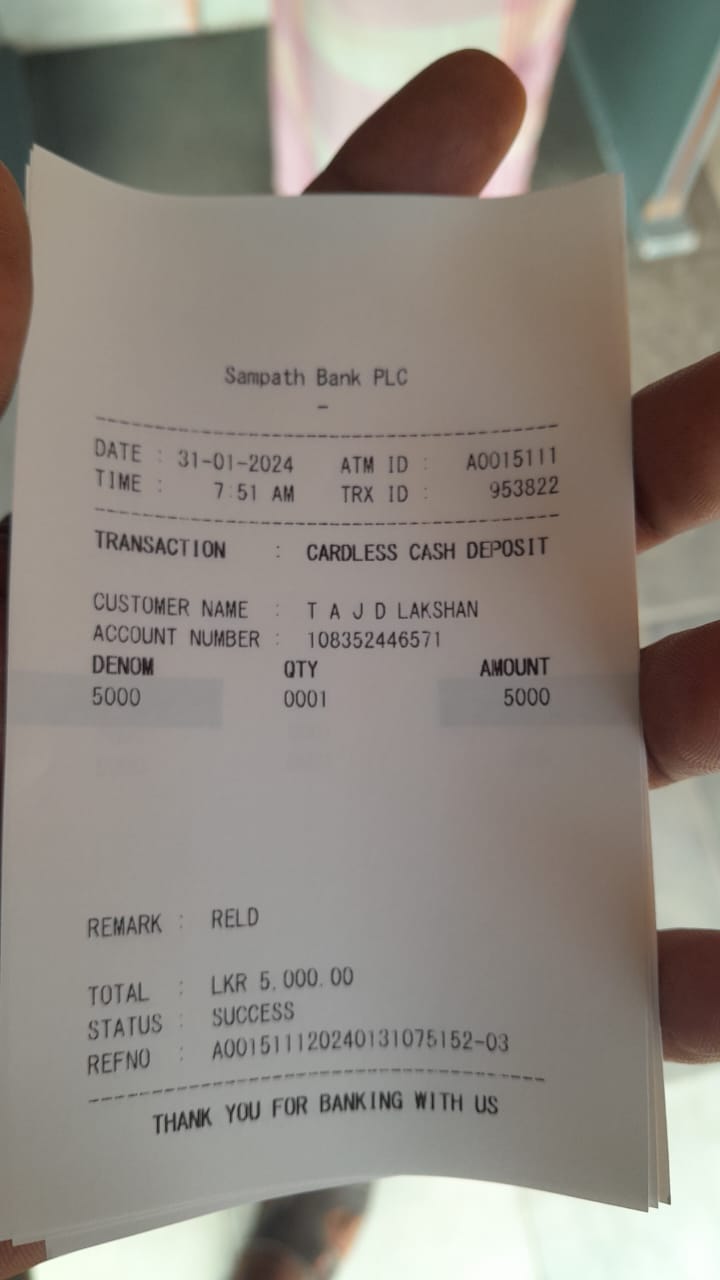 Sampath Bank PLC
-
DATE : 31-01-2024 ATM ID : A0015111
TIME : 7:51 AM TRX ID : 953822
TRANSACTION : CARDLESS CASH DEPOSIT
CUSTOMER NAME : T A J D LAKSHAN
ACCOUNT NUMBER : 108352446571
DENOM QTY AMOUNT
5000 0001 5000
REMARK : RELD
TOTAL : LKR 5,000.00
STATUS : SUCCESS
REFNO : A001511120240131075152-03
THANK YOU FOR BANKING WITH US